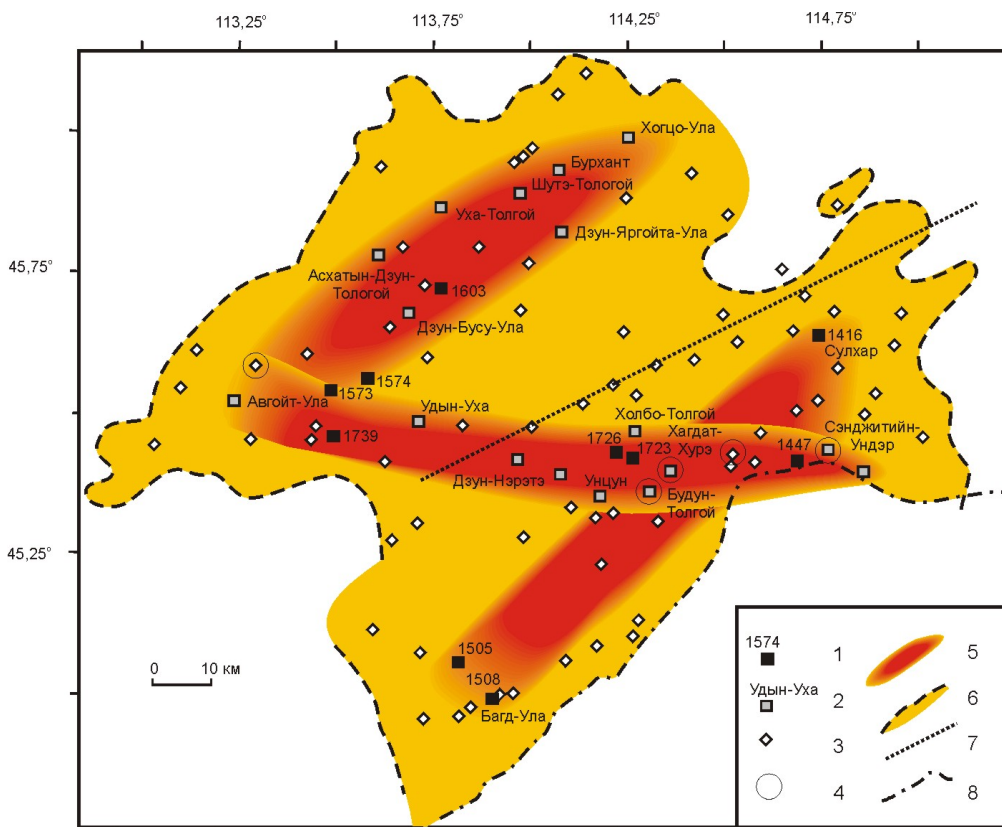 113,25°
113,75°
114,25°
114,75°
Хогцо-Ула
Бурхант
Шутэ-Тологой
Уха-Толгой
Дзун-Яргойта-Ула
45,75°
Асхатын-Дзун-
Тологой
1603
Дзун-Бусу-Ула
1416
Сулхар
1574
1573
Авгойт-Ула
Удын-Уха
Холбо-Толгой
Хагдат-
Хурэ
Сэнджитийн-
Ундэр
1739
1726
1723
1447
Дзун-Нэрэтэ
Унцун
Будун-
Толгой
45,25°
0 10 км
1505
1508
Багд-Ула
1574
1
5
Удын-Уха
2
6
3
7
4
8